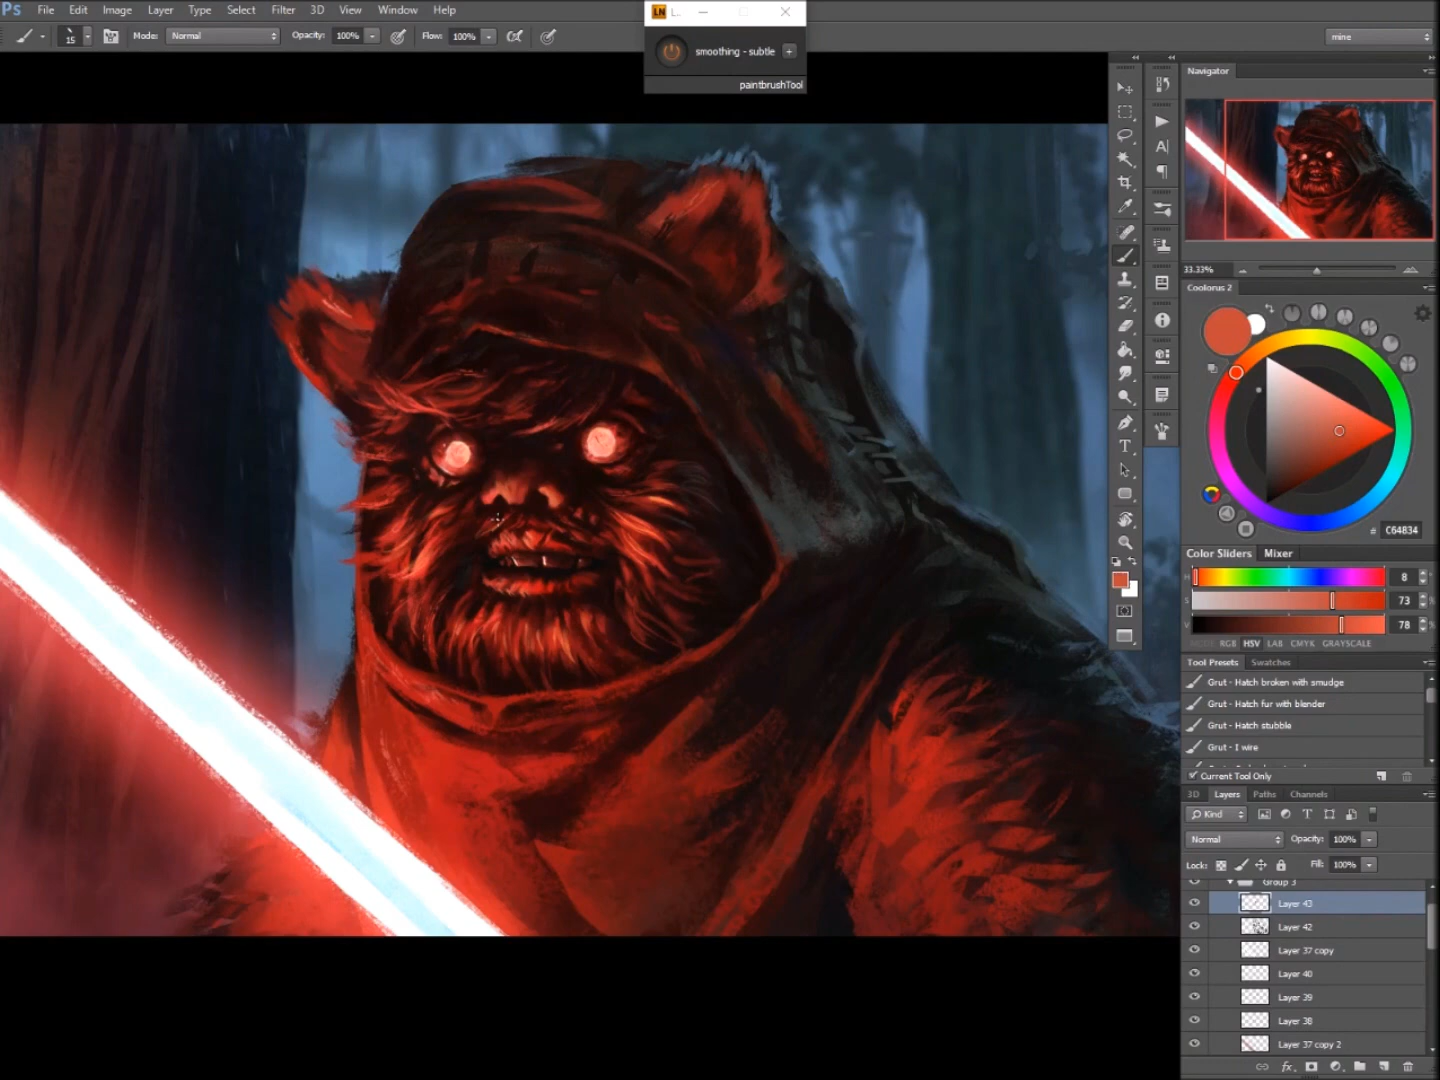 Ps File Edit Image Layer Type Select Filter 3D View Window Help
LN L..
15 Mode: Normal Opacity: 100% Flow: 100%
smoothing - subtle +
mine
paintbrushTool
Navigator
33.33%
Coolorus 2
# C64834
Color Sliders Mixer
H 8 °
S 73 %
V 78 %
RGB HSV LAB CMYK GRAYSCALE
Tool Presets Swatches
Grut - Hatch broken with smudge
Grut - Hatch fur with blender
Grut - Hatch stubble
Grut - I wire
Current Tool Only
3D Layers Paths Channels
Kind
Normal Opacity: 100%
Lock: Fill: 100%
Group 3
Layer 43
Layer 42
Layer 37 copy
Layer 40
Layer 39
Layer 38
Layer 37 copy 2
fx